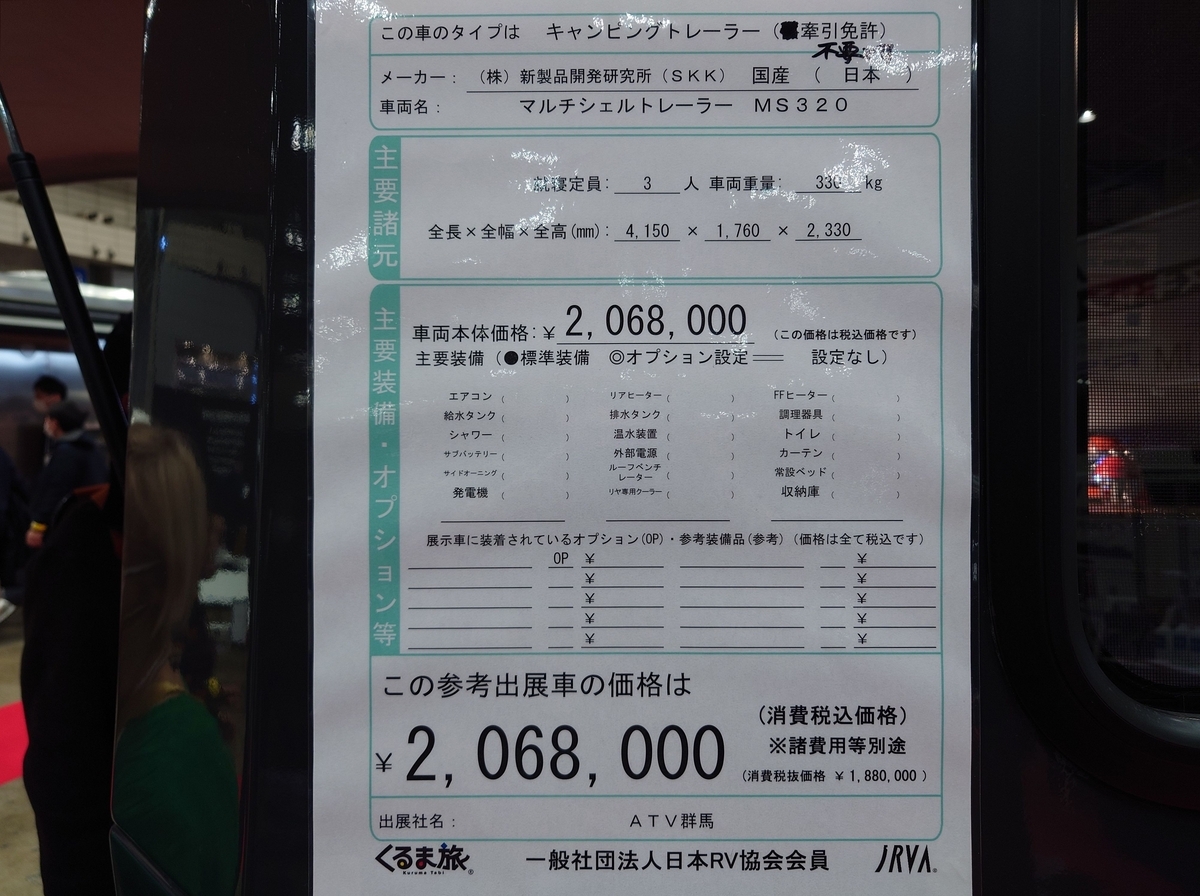 この車のタイプは キャンピングトレーラー（牽引免許）
不要
メーカー：（株）新製品開発研究所（ＳＫＫ） 国産 （ 日本 ）
車両名： マルチシェルトレーラー ＭＳ３２０
主要諸元
就寝定員： 3 人 車両重量： 330 kg
全長×全幅×全高(mm)： 4,150 × 1,760 × 2,330
主要装備・オプション等
車両本体価格：￥2,068,000 （この価格は税込価格です）
主要装備（●標準装備 ◎オプション設定 ＝ 設定なし）
エアコン（ ） リアヒーター（ ） FFヒーター（ ）
給水タンク（ ） 排水タンク（ ） 調理器具（ ）
シャワー（ ） 温水装置（ ） トイレ（ ）
サブバッテリー（ ） 外部電源（ ） カーテン（ ）
サイドオーニング（ ） ルーフベンチレーター（ ） 常設ベッド（ ）
発電機（ ） リヤ専用クーラー（ ） 収納庫（ ）
展示車に装着されているオプション(OP)・参考装備品(参考)（価格は全て税込です）
OP ￥ ￥
￥ ￥
￥ ￥
￥ ￥
￥ ￥
この参考出展車の価格は
￥2,068,000
（消費税込価格）
※諸費用等別途
（消費税抜価格 ￥1,880,000 ）
出展社名： ＡＴＶ群馬
くるま旅
Kuruma Tabi
一般社団法人日本RV協会会員
JRVA